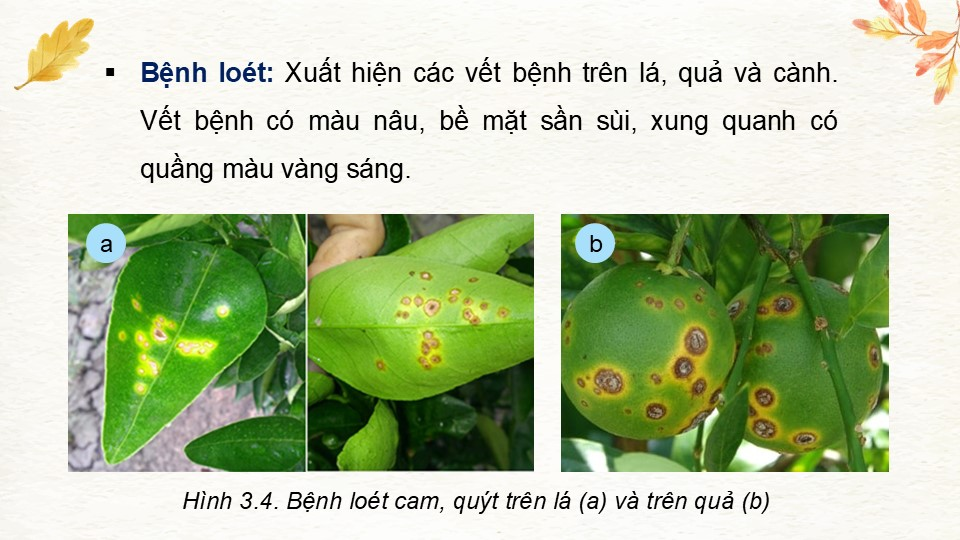 ▪ Bệnh loét: Xuất hiện các vết bệnh trên lá, quả và cành.
Vết bệnh có màu nâu, bề mặt sần sùi, xung quanh có
quầng màu vàng sáng.
a
b
Hình 3.4. Bệnh loét cam, quýt trên lá (a) và trên quả (b)